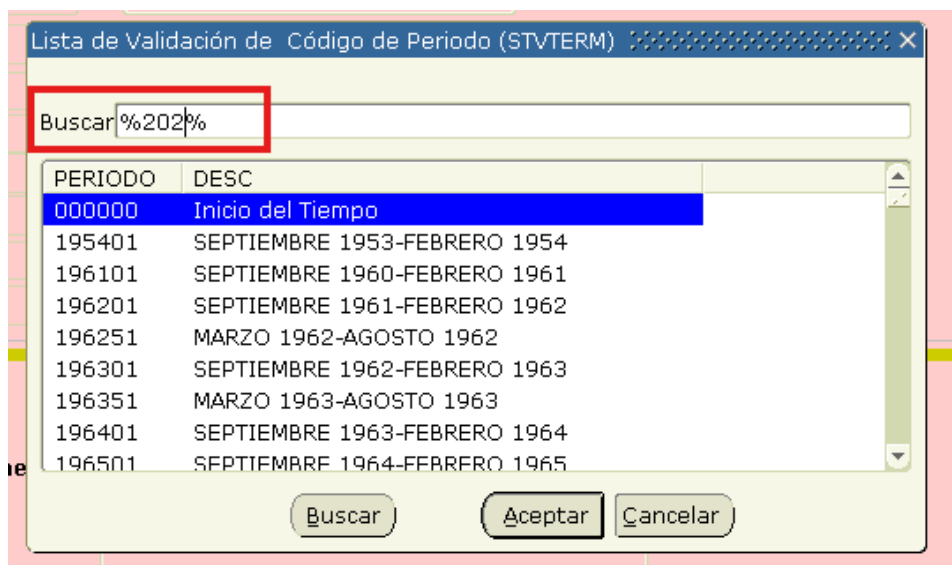 Lista de Validación de Código de Periodo (STVTERM)
Buscar %202%
PERIODO DESC
000000 Inicio del Tiempo
195401 SEPTIEMBRE 1953-FEBRERO 1954
196101 SEPTIEMBRE 1960-FEBRERO 1961
196201 SEPTIEMBRE 1961-FEBRERO 1962
196251 MARZO 1962-AGOSTO 1962
196301 SEPTIEMBRE 1962-FEBRERO 1963
196351 MARZO 1963-AGOSTO 1963
196401 SEPTIEMBRE 1963-FEBRERO 1964
196501 SEPTIEMBRE 1964-FEBRERO 1965
Buscar Aceptar Cancelar